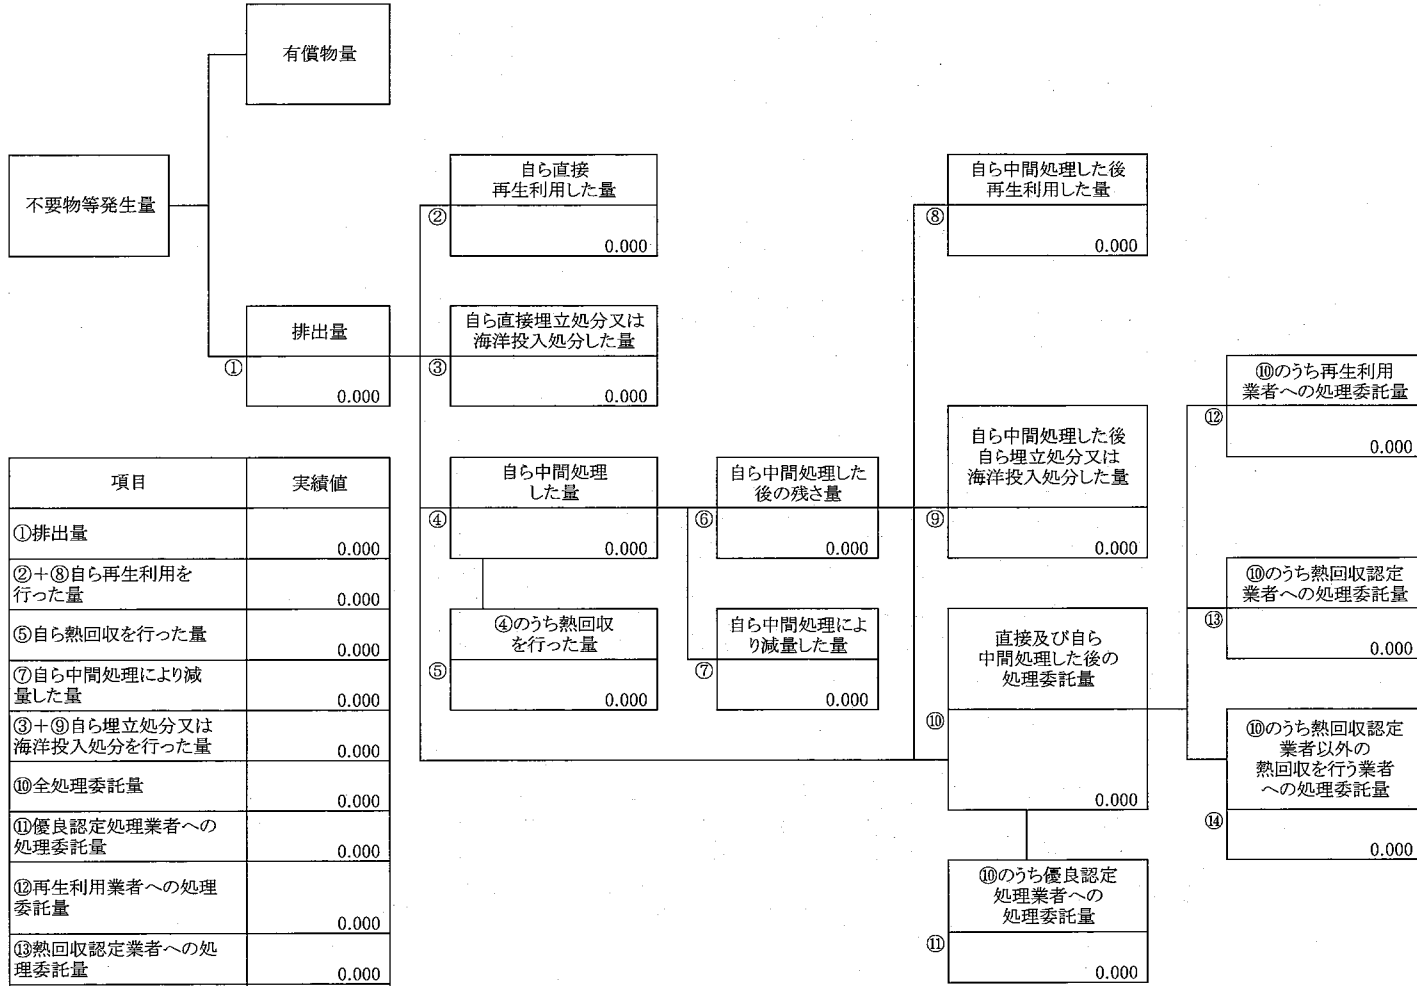 有償物量
不要物等発生量
自ら直接
再生利用した量
②
0.000
自ら中間処理した後
再生利用した量
⑧
0.000
排出量
①
0.000
自ら直接埋立処分又は
海洋投入処分した量
③
0.000
自ら中間処理
した量
④
0.000
自ら中間処理した
後の残さ量
⑥
0.000
自ら中間処理した後
自ら埋立処分又は
海洋投入処分した量
⑨
0.000
⑩のうち再生利用
業者への処理委託量
⑫
0.000
④のうち熱回収
を行った量
⑤
0.000
自ら中間処理によ
り減量した量
⑦
0.000
直接及び自ら
中間処理した後の
処理委託量
⑩
0.000
⑩のうち熱回収認定
業者への処理委託量
⑬
0.000
⑩のうち熱回収認定
業者以外の
熱回収を行う業者
への処理委託量
⑭
0.000
⑩のうち優良認定
処理業者への
処理委託量
⑪
0.000
項目 実績値
①排出量
0.000
②+⑧自ら再生利用を
行った量 0.000
⑤自ら熱回収を行った量
0.000
⑦自ら中間処理により減
量した量 0.000
③+⑨自ら埋立処分又は
海洋投入処分を行った量 0.000
⑩全処理委託量
0.000
⑪優良認定処理業者への
処理委託量 0.000
⑫再生利用業者への処理
委託量 0.000
⑬熱回収認定業者への処
理委託量 0.000